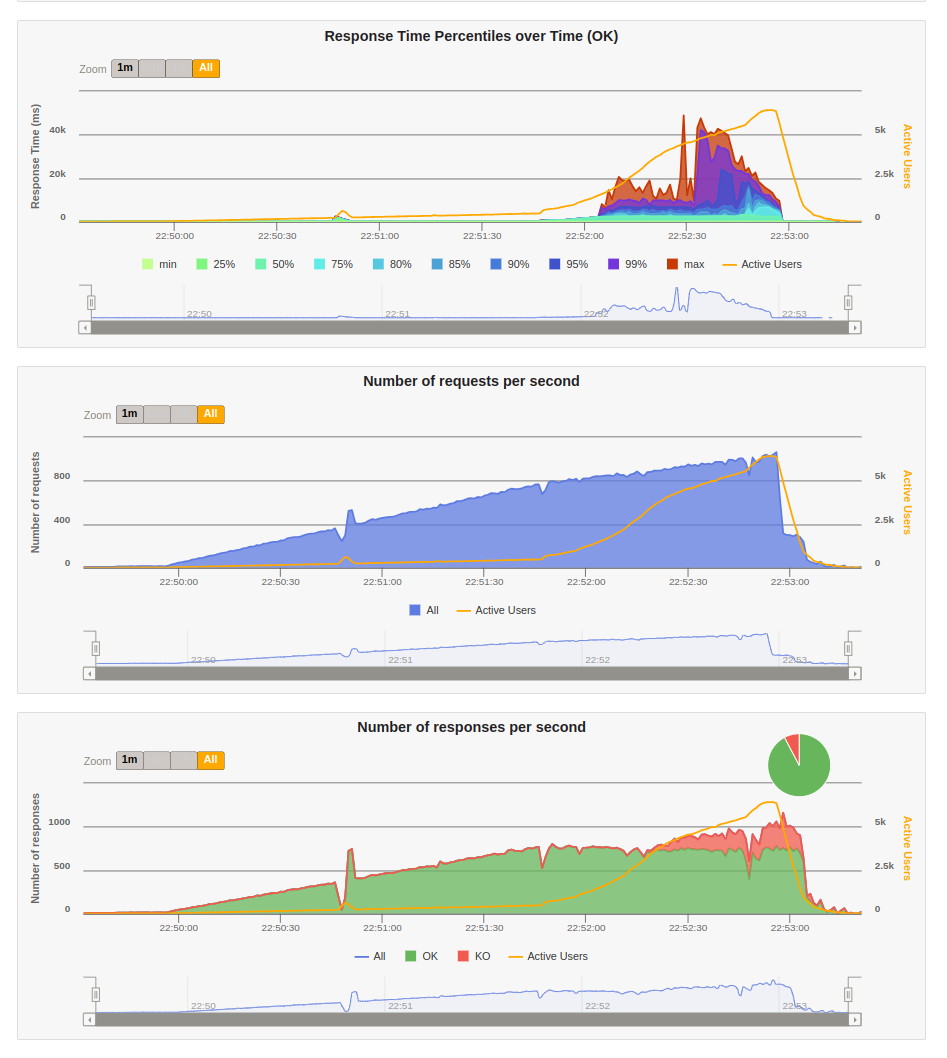 Response Time Percentiles over Time (OK)
Zoom 1m All
Response Time (ms)
40k
20k
0
5k
2.5k
0
Active Users
22:50:00 22:50:30 22:51:00 22:51:30 22:52:00 22:52:30 22:53:00
min 25% 50% 75% 80% 85% 90% 95% 99% max Active Users
22:50 22:51 22:52 22:53
Number of requests per second
Zoom 1m All
Number of requests
800
400
0
5k
2.5k
0
Active Users
22:50:00 22:50:30 22:51:00 22:51:30 22:52:00 22:52:30 22:53:00
All Active Users
22:50 22:51 22:52 22:53
Number of responses per second
Zoom 1m All
Number of responses
1000
500
0
5k
2.5k
0
Active Users
22:50:00 22:50:30 22:51:00 22:51:30 22:52:00 22:52:30 22:53:00
All OK KO Active Users
22:50 22:51 22:52 22:53